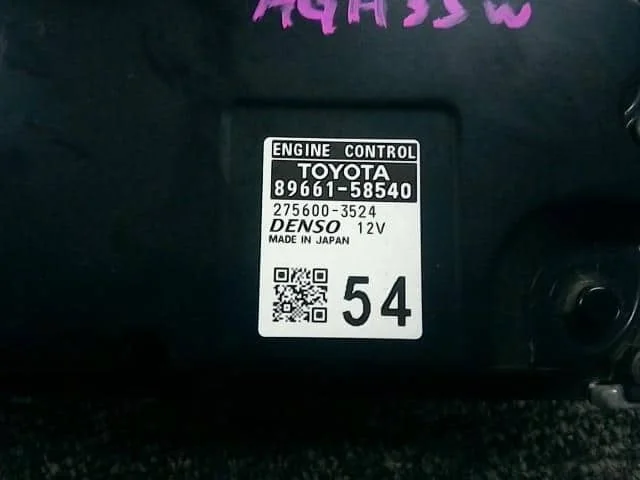 AGH35W
ENGINE CONTROL
TOYOTA
89661-58540
275600-3524
DENSO 12V
MADE IN JAPAN
54